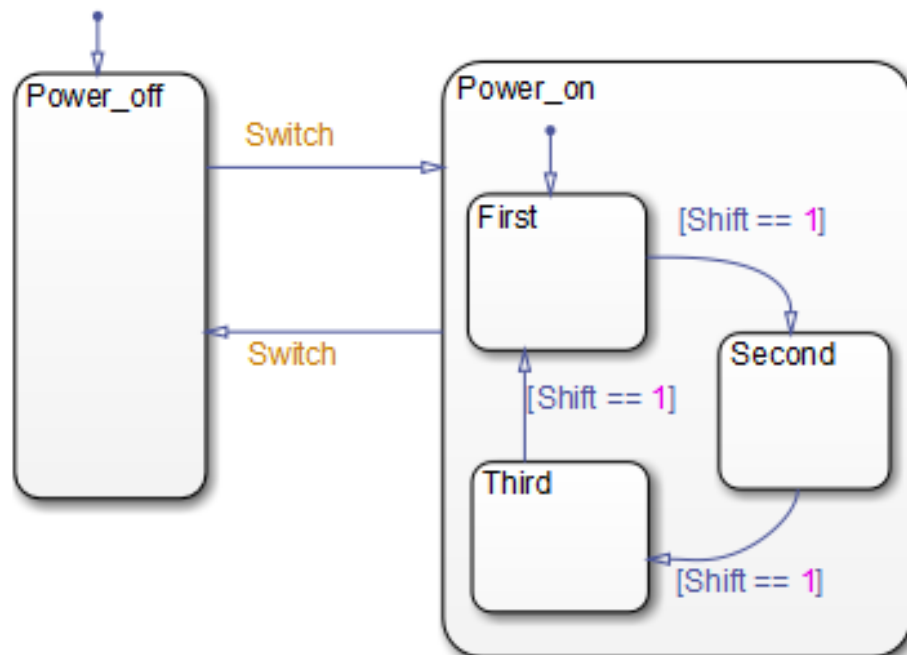 Power_off
Switch
Switch
Power_on
First
[Shift == 1]
Second
[Shift == 1]
Third
[Shift == 1]